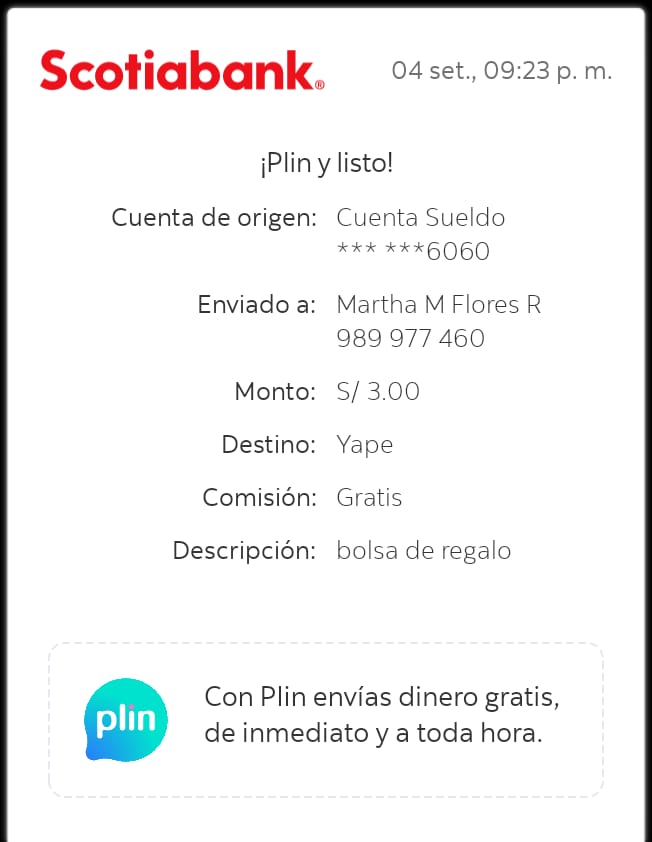 Scotiabank®
04 set., 09:23 p. m.
¡Plin y listo!
Cuenta de origen: Cuenta Sueldo
*** ***6060
Enviado a: Martha M Flores R
989 977 460
Monto: S/ 3.00
Destino: Yape
Comisión: Gratis
Descripción: bolsa de regalo
plin
Con Plin envías dinero gratis,
de inmediato y a toda hora.